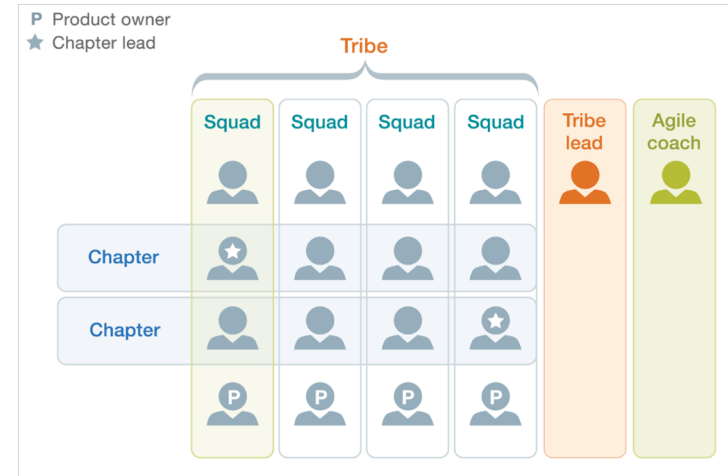 P Product owner
Chapter lead
Tribe
Squad
Squad
Squad
Squad
Tribe
lead
Agile
coach
Chapter
Chapter
P
P
P
P